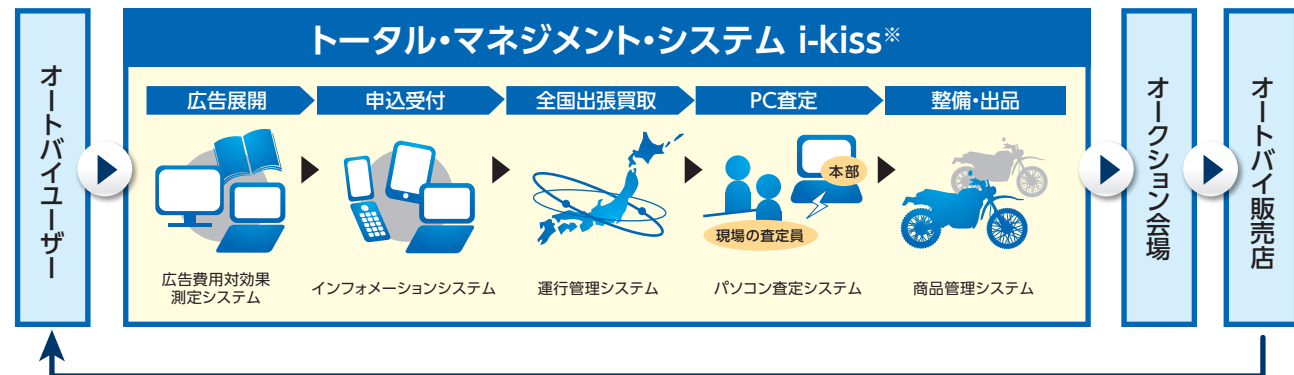 オートバイユーザー
トータル・マネジメント・システム i-kiss※
広告展開
申込受付
全国出張買取
PC査定
整備・出品
本部
現場の査定員
広告費用対効果
測定システム
インフォメーションシステム
運行管理システム
パソコン査定システム
商品管理システム
オークション会場
オートバイ販売店